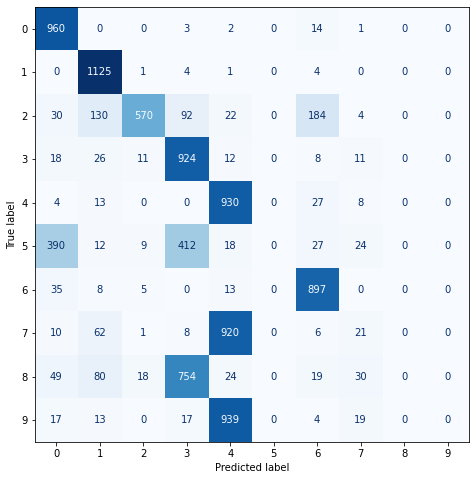 0 960 0 0 3 2 0 14 1 0 0
1 0 1125 1 4 1 0 4 0 0 0
2 30 130 570 92 22 0 184 4 0 0
3 18 26 11 924 12 0 8 11 0 0
4 4 13 0 0 930 0 27 8 0 0
True label
5 390 12 9 412 18 0 27 24 0 0
6 35 8 5 0 13 0 897 0 0 0
7 10 62 1 8 920 0 6 21 0 0
8 49 80 18 754 24 0 19 30 0 0
9 17 13 0 17 939 0 4 19 0 0
0 1 2 3 4 5 6 7 8 9
Predicted label